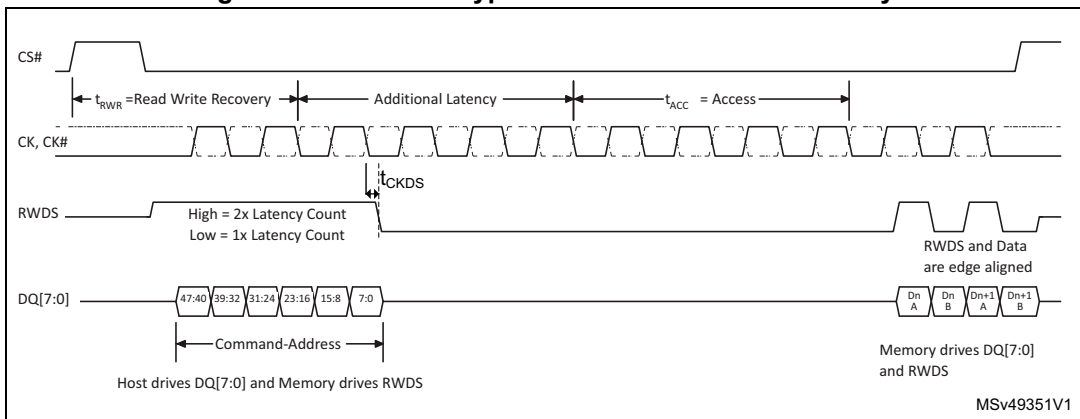 CS#
t_RWR =Read Write Recovery
Additional Latency
t_ACC = Access
CK, CK#
t_CKDS
RWDS
High = 2x Latency Count
Low = 1x Latency Count
RWDS and Data
are edge aligned
DQ[7:0]
47:40 39:32 31:24 23:16 15:8 7:0
Dn A Dn B Dn+1 A Dn+1 B
Command-Address
Host drives DQ[7:0] and Memory drives RWDS
Memory drives DQ[7:0]
and RWDS
MSv49351V1